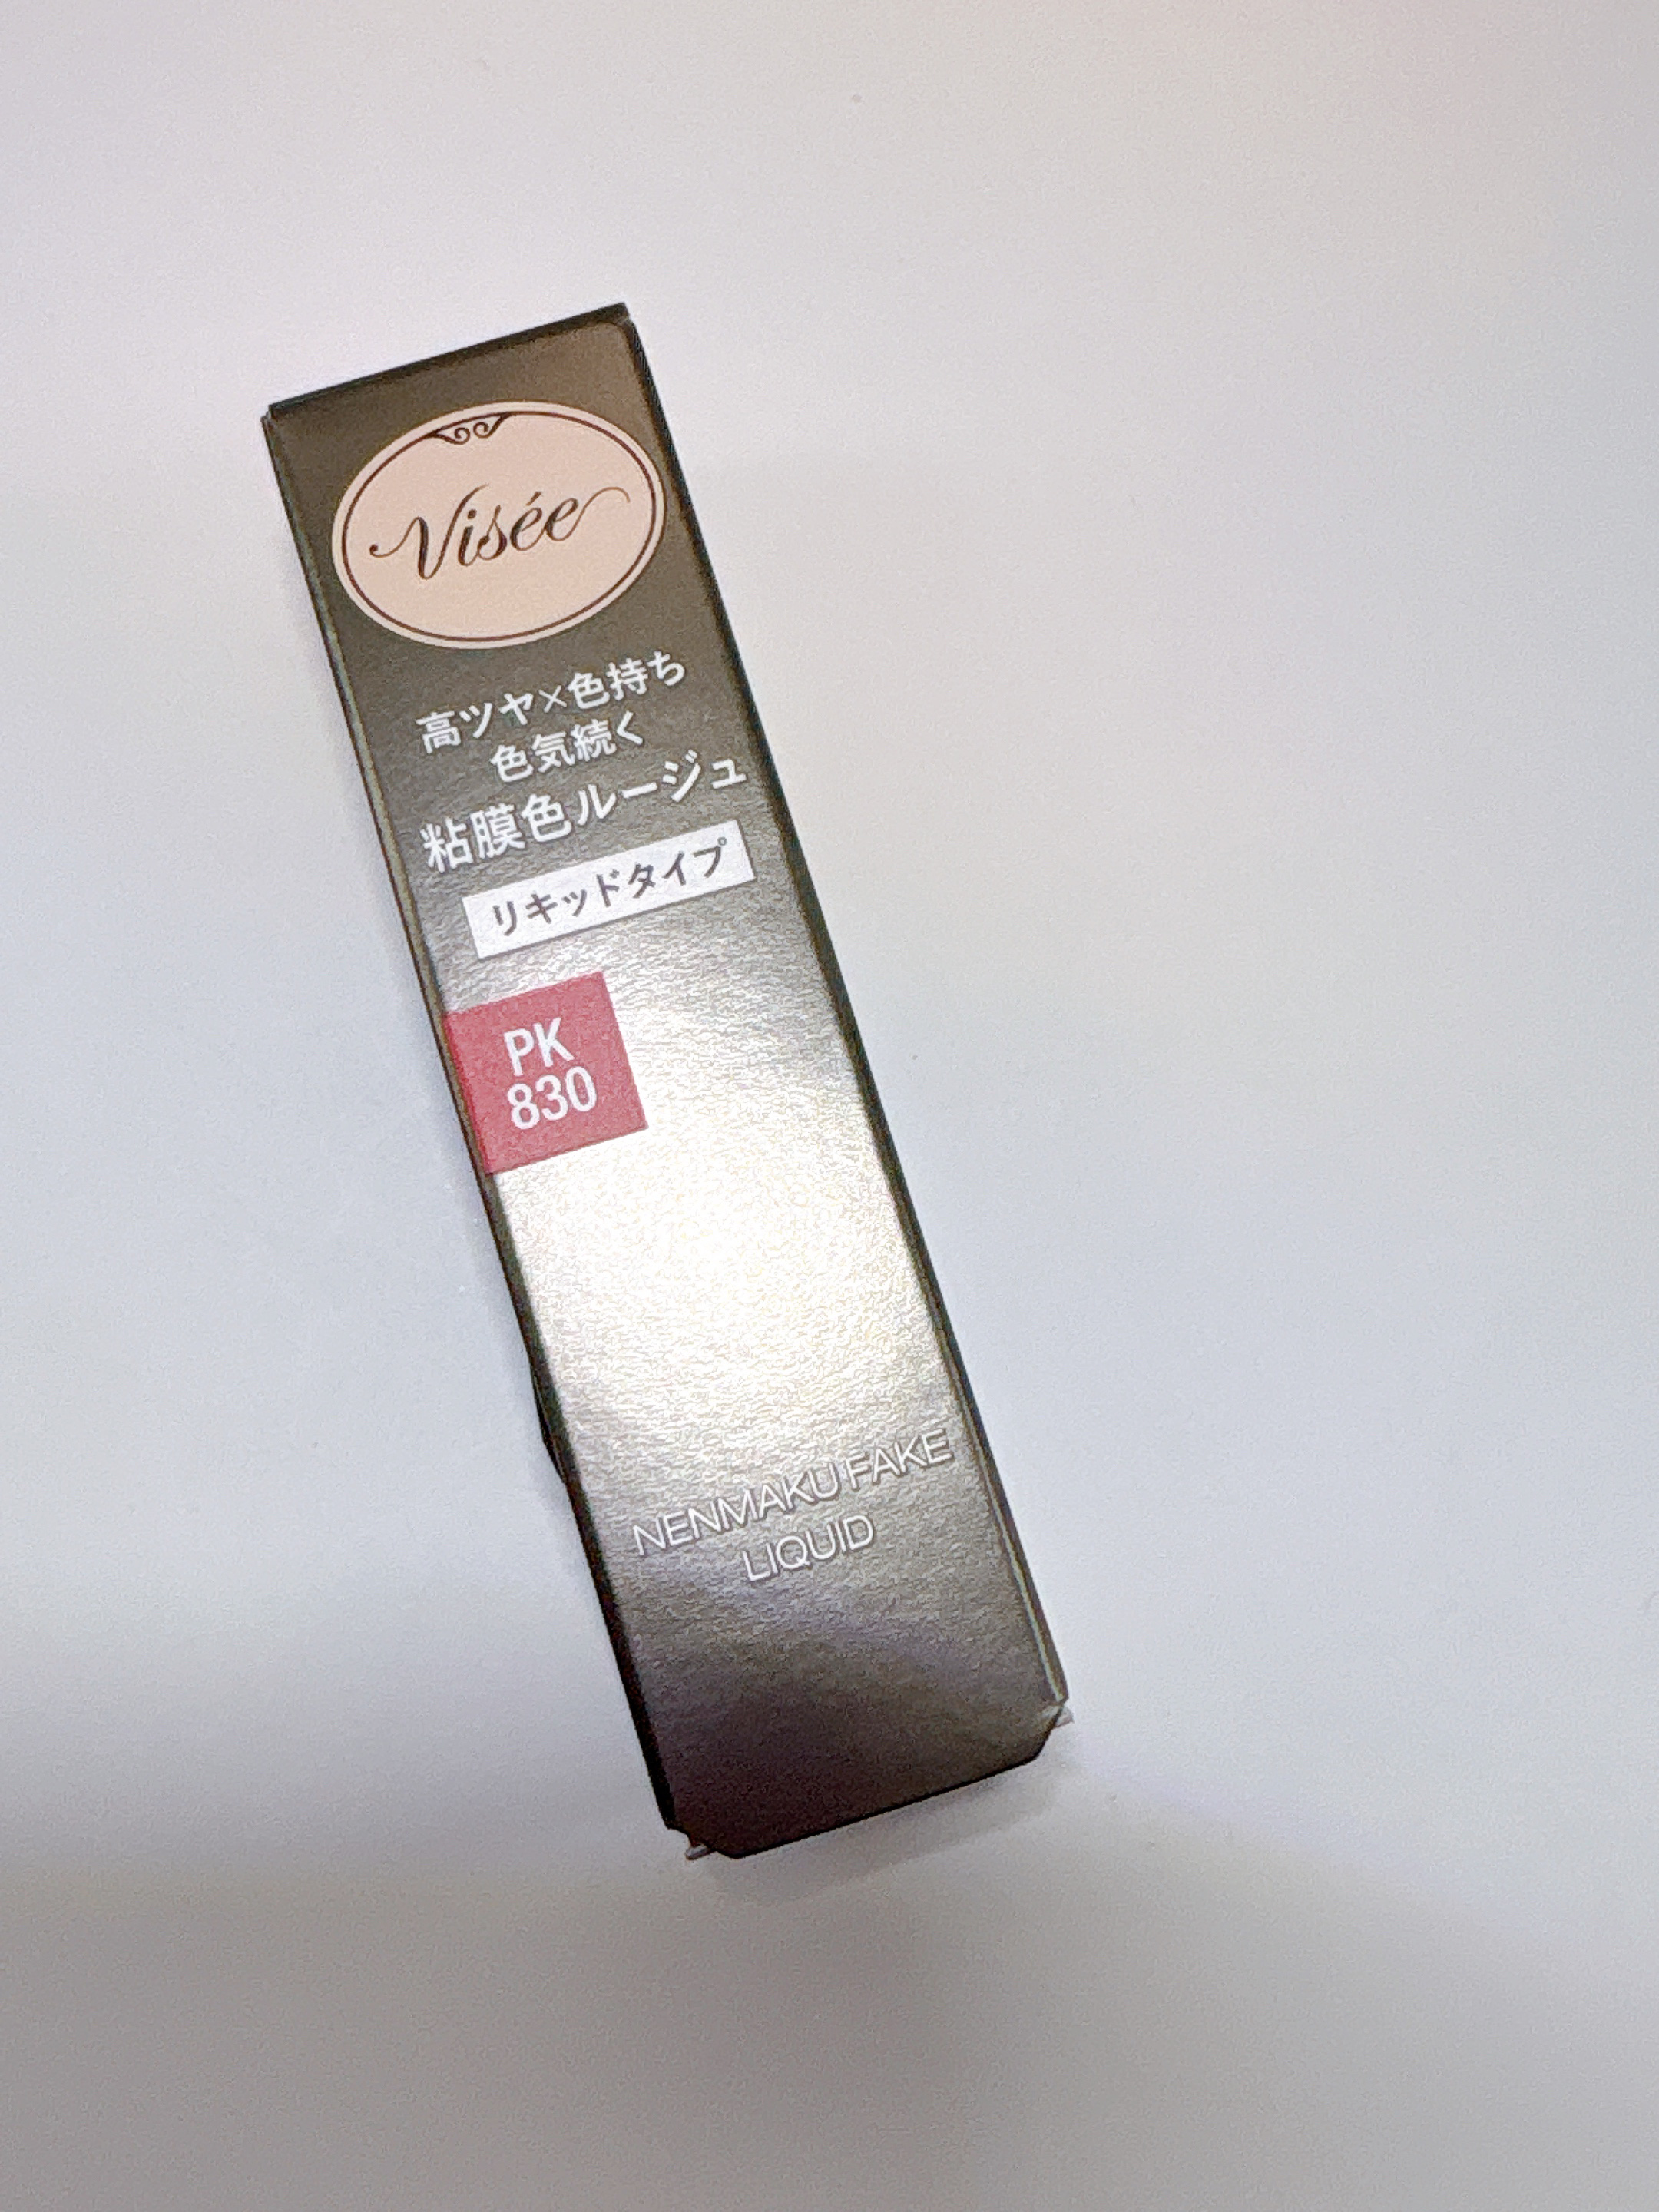 Visée
高ツヤ×色持ち
色気続く
粘膜色ルージュ
リキッドタイプ
PK
830
NENMAKU FAKE
LIQUID